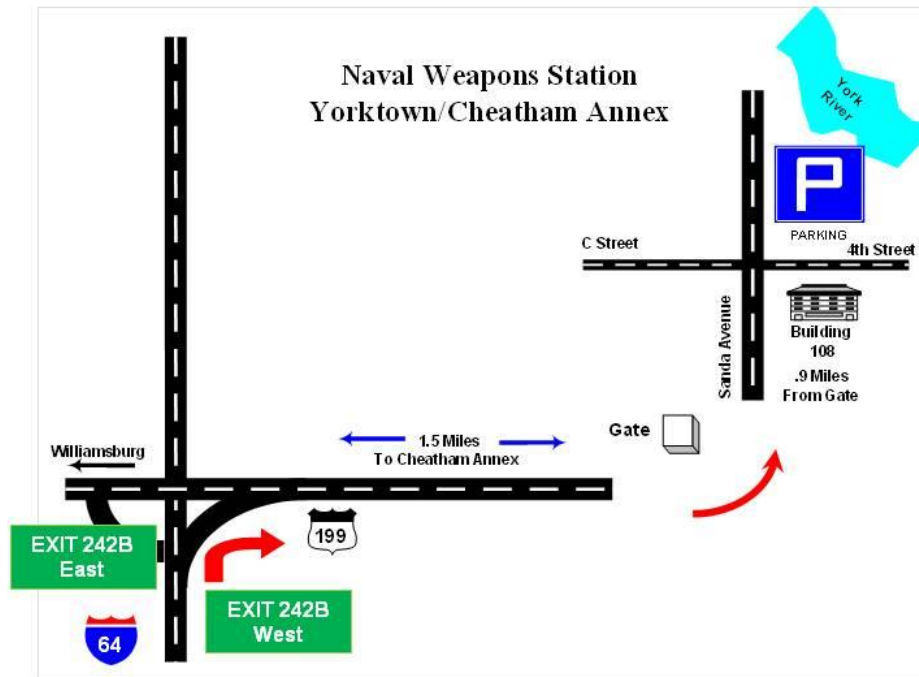 Naval Weapons Station
Yorktown/Cheatham Annex
York
River
P
PARKING
C Street
4th Street
Sanda Avenue
Building
108
.9 Miles
From Gate
Gate
1.5 Miles
To Cheatham Annex
Williamsburg
199
EXIT 242B
East
EXIT 242B
West
64